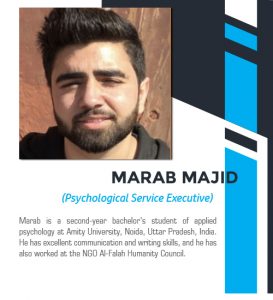 MARAB MAJID
(Psychological Service Executive)
Marab is a second-year bachelor's student of applied
psychology at Amity University, Noida, Uttar Pradesh, India.
He has excellent communication and writing skills, and he has
also worked at the NGO Al-Falah Humanity Council.